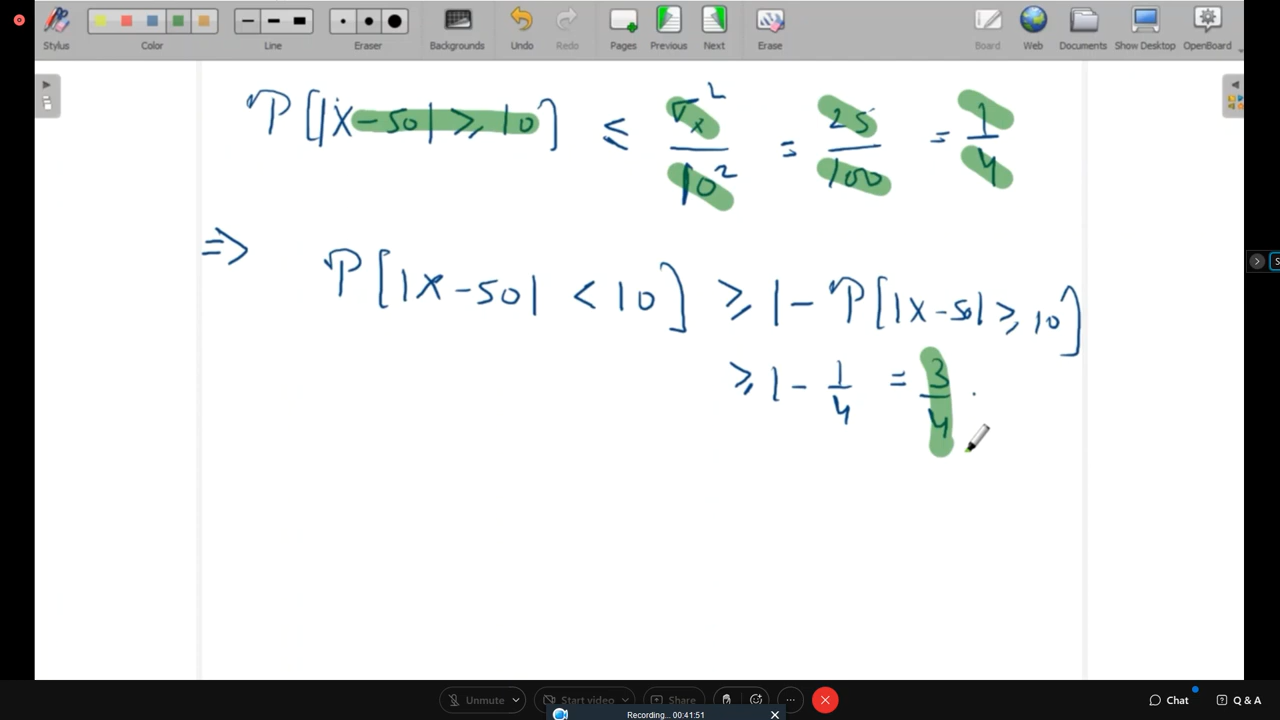 Stylus Color Line Eraser Backgrounds Undo Redo Pages Previous Next Erase Board Web Documents Show Desktop OpenBoard
P[|X-50| ≥ 10] ≤ σx² / 10² = 25 / 100 = 1 / 4
=> P[|X-50| < 10] ≥ 1 - P[|X-50| ≥ 10]
≥ 1 - 1 / 4 = 3 / 4 .
Unmute Start video Share ... Chat Q & A
Recording... 00:41:51